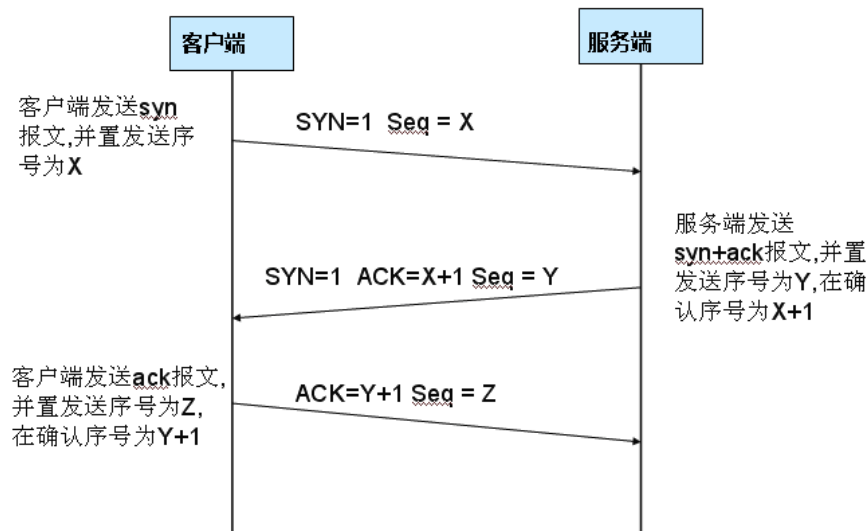 客户端
服务端
客户端发送syn
报文,并置发送序
号为X
SYN=1 Seq = X
服务端发送
syn+ack报文,并置
发送序号为Y,在确
认序号为X+1
SYN=1 ACK=X+1 Seq = Y
客户端发送ack报文,
并置发送序号为Z,
在确认序号为Y+1
ACK=Y+1 Seq = Z